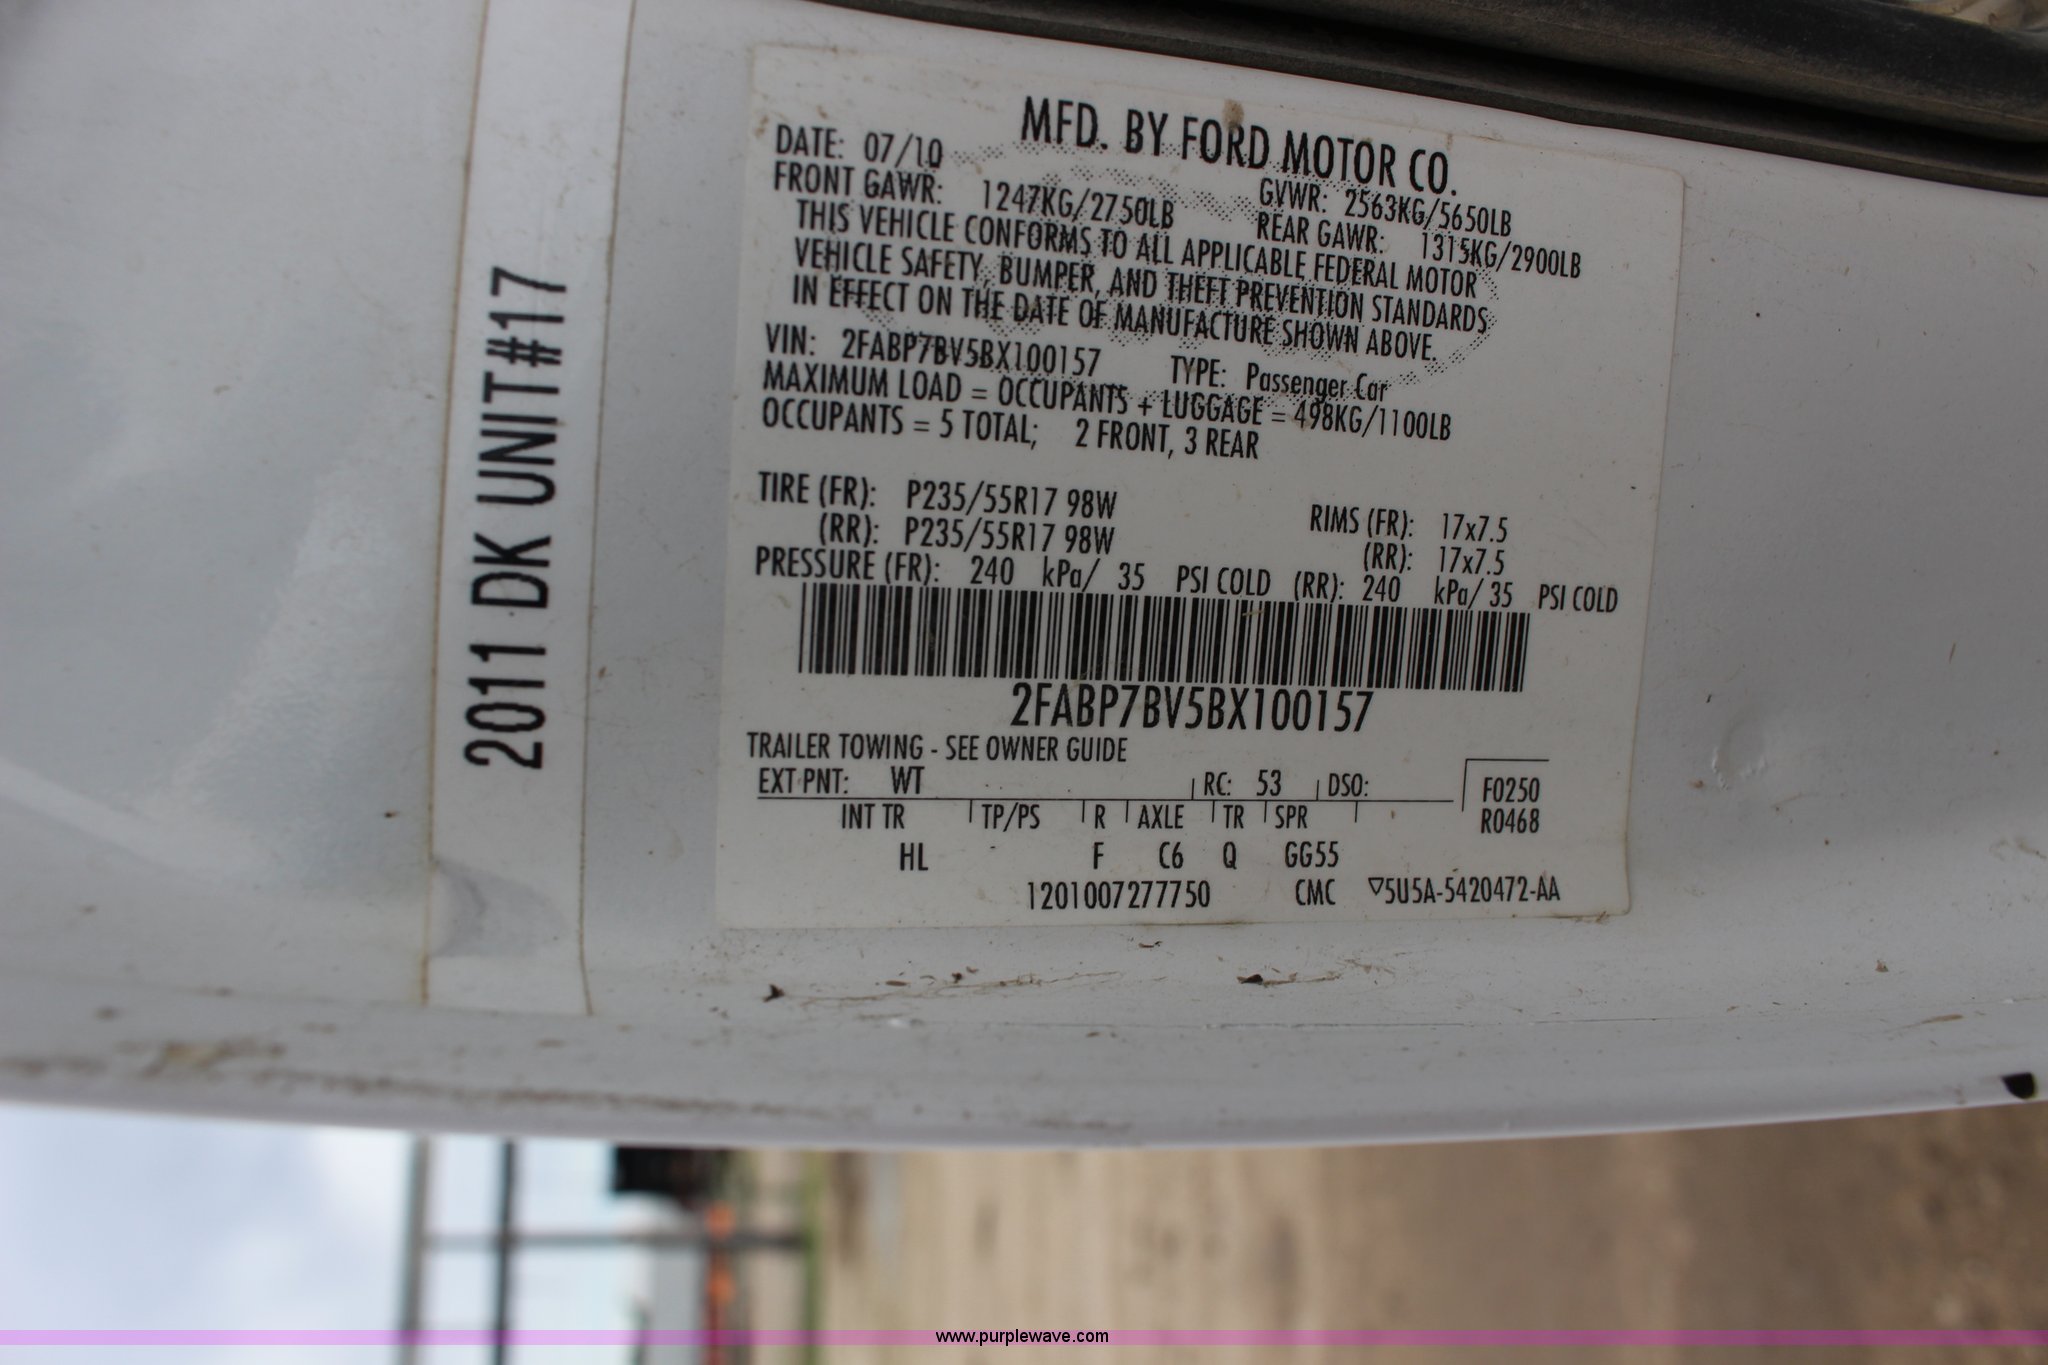 2011 DK UNIT#17
MFD. BY FORD MOTOR CO.
DATE: 07/10 GVWR: 2563KG/5650LB
FRONT GAWR: 1247KG/2750LB REAR GAWR: 1315KG/2900LB
THIS VEHICLE CONFORMS TO ALL APPLICABLE FEDERAL MOTOR
VEHICLE SAFETY, BUMPER, AND THEFT PREVENTION STANDARDS
IN EFFECT ON THE DATE OF MANUFACTURE SHOWN ABOVE.
VIN: 2FABP7BV5BX100157 TYPE: Passenger Car
MAXIMUM LOAD = OCCUPANTS + LUGGAGE = 498KG/1100LB
OCCUPANTS = 5 TOTAL; 2 FRONT, 3 REAR
TIRE (FR): P235/55R17 98W RIMS (FR): 17x7.5
(RR): P235/55R17 98W (RR): 17x7.5
PRESSURE (FR): 240 kPa/ 35 PSI COLD (RR): 240 kPa/ 35 PSI COLD
2FABP7BV5BX100157
TRAILER TOWING - SEE OWNER GUIDE
EXT PNT: WT RC: 53 DSO: F0250
INT TR TP/PS R AXLE TR SPR R0468
HL F C6 Q GG55
1201007277750 CMC ▽5U5A-5420472-AA
www.purplewave.com